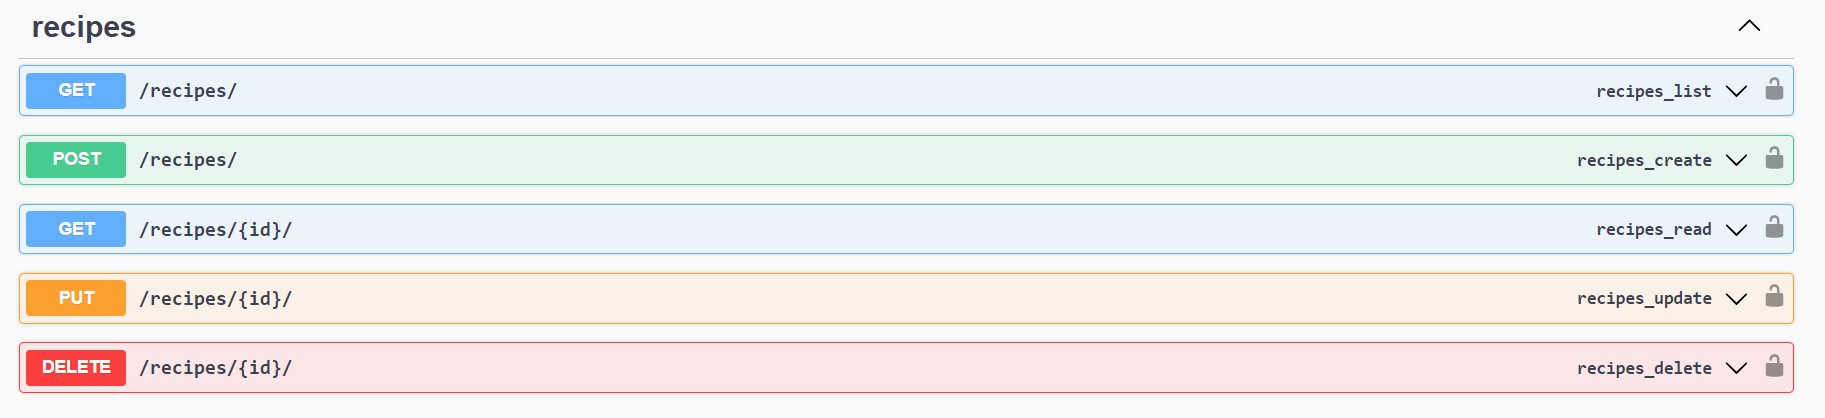 recipes
GET /recipes/ recipes_list
POST /recipes/ recipes_create
GET /recipes/{id}/ recipes_read
PUT /recipes/{id}/ recipes_update
DELETE /recipes/{id}/ recipes_delete